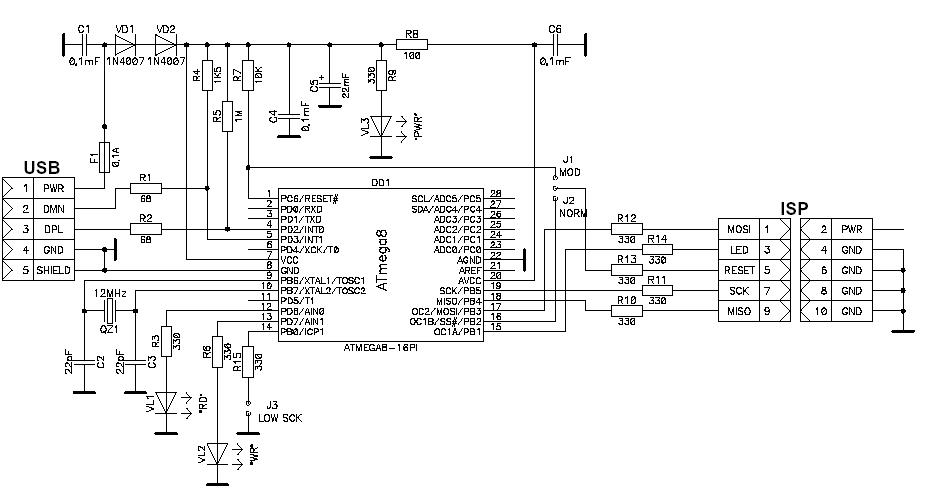 C1 VD1 VD2 R8 C6
0.1mF 1N4007 1N4007 100 0.1mF
R4 1K5 R7 10K C5 + 22mF 330 R9
R5 1M C4 0.1mF VL3 "PWR"
F1 0.1A
USB
1 PWR
2 DMN
3 DPL
4 GND
5 SHIELD
R1
68
R2
68
J1
MOD
J2
NORM
DD1
ATmega8
1 PC6/RESET#
2 PD0/RXD
3 PD1/TXD
4 PD2/INT0
5 PD3/INT1
6 PD4/XCK/T0
7 VCC
8 GND
9 PB6/XTAL1/TOSC1
10 PB7/XTAL2/TOSC2
11 PD5/T1
12 PD6/AIN0
13 PD7/AIN1
14 PB0/ICP1
SCL/ADC5/PC5 28
SDA/ADC4/PC4 27
ADC3/PC3 26
ADC2/PC2 25
ADC1/PC1 24
ADC0/PC0 23
AGND 22
AREF 21
AVCC 20
SCK/PB5 19
MISO/PB4 18
OC2/MOSI/PB3 17
OC1B/SS#/PB2 16
OC1A/PB1 15
ATMEGA8-16PI
R12
330
R14
330
R13
330
R11
330
R10
330
ISP
MOSI 1 2 PWR
LED 3 4 GND
RESET 5 6 GND
SCK 7 8 GND
MISO 9 10 GND
12MHz
QZ1
22pF C2 22pF C3
R3 330 R6 330 R15 330
VL1 "RD"
J3
LOW SCK
VL2 "WR"